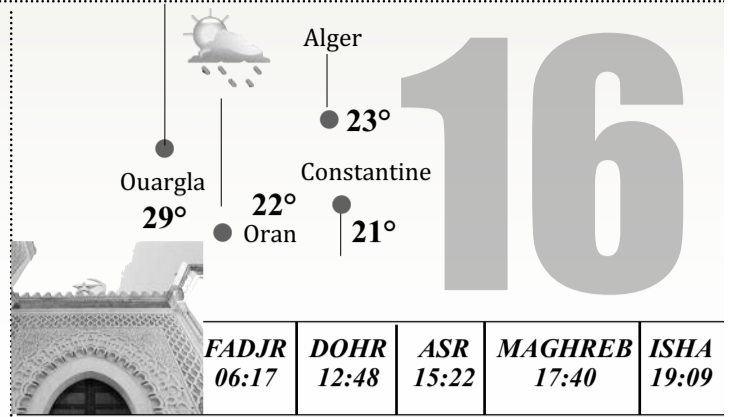 Alger
23°
16
Constantine
21°
Ouargla
29°
22°
Oran
FADJR DOHR ASR MAGHREB ISHA
06:17 12:48 15:22 17:40 19:09